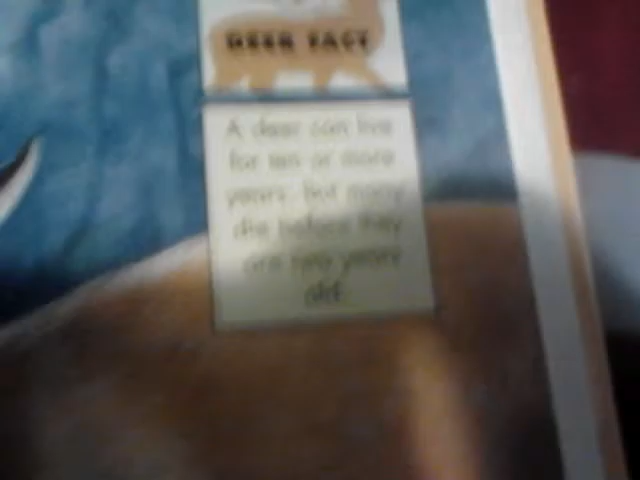 DEER FACT
A deer can live
for ten or more
years. But many
die before they
are two years
old.